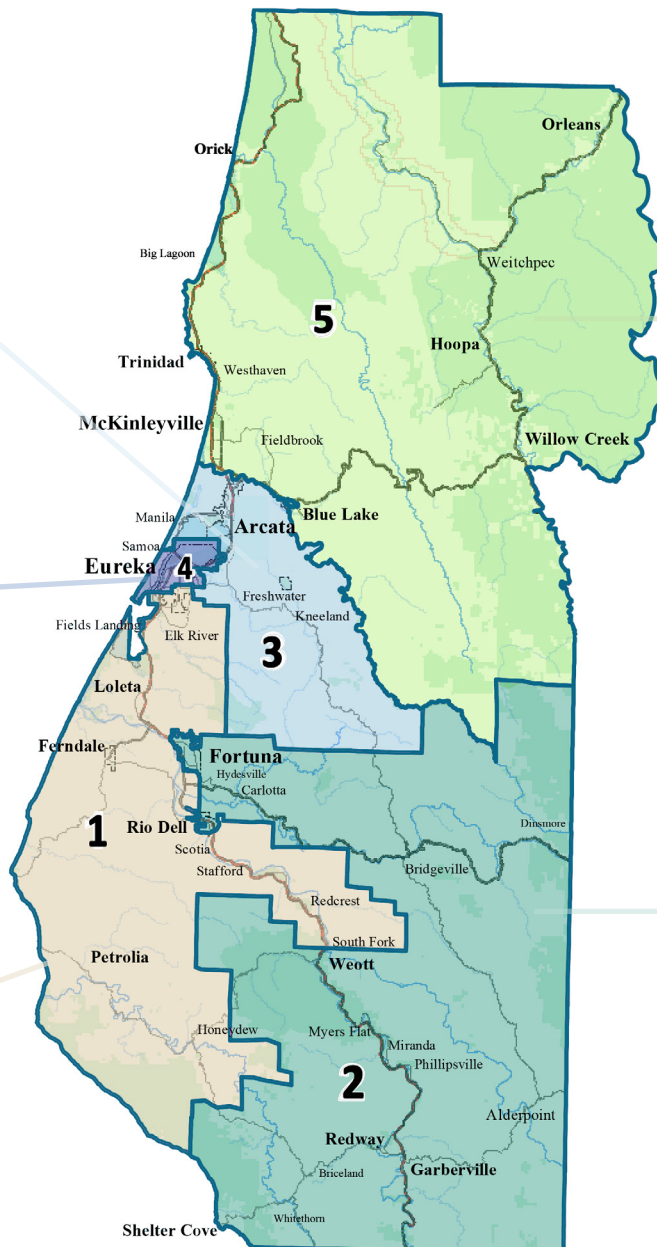 Orleans
Orick
Big Lagoon
Weitchpec
5
Hoopa
Trinidad
Westhaven
McKinleyville
Fieldbrook
Willow Creek
Manila
Arcata
Blue Lake
Samoa
Eureka
4
Freshwater
Kneeland
Fields Landing
Elk River
3
Loleta
Ferndale
Fortuna
Hydesville
Carlotta
Dinsmore
1
Rio Dell
Scotia
Stafford
Bridgeville
Redcrest
South Fork
Petrolia
Weott
Honeydew
Myers Flat
Miranda
Phillipsville
2
Alderpoint
Redway
Garberville
Briceland
Whitethorn
Shelter Cove